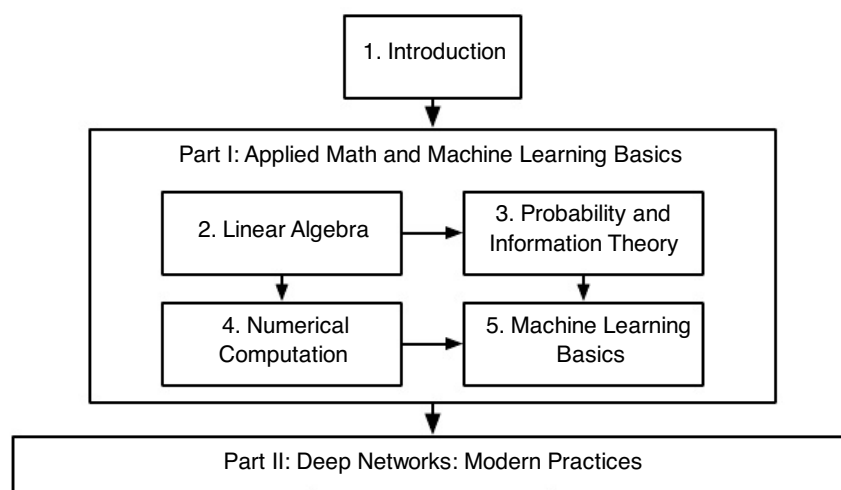 1. Introduction
Part I: Applied Math and Machine Learning Basics
2. Linear Algebra
3. Probability and
Information Theory
4. Numerical
Computation
5. Machine Learning
Basics
Part II: Deep Networks: Modern Practices